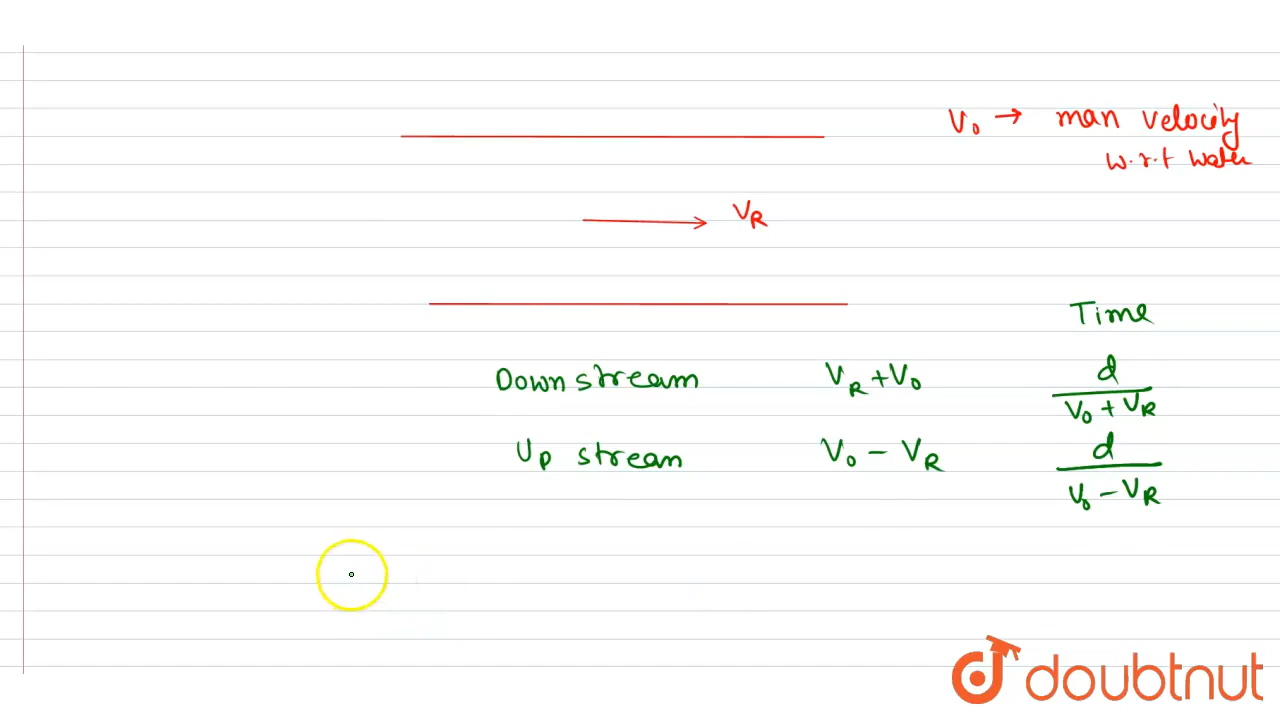 V₀ → man velocity
w.r.t water
V_R
Time
Down stream V_R + V₀ d/(V₀ + V_R)
Up stream V₀ − V_R d/(V₀ − V_R)
doubtnut